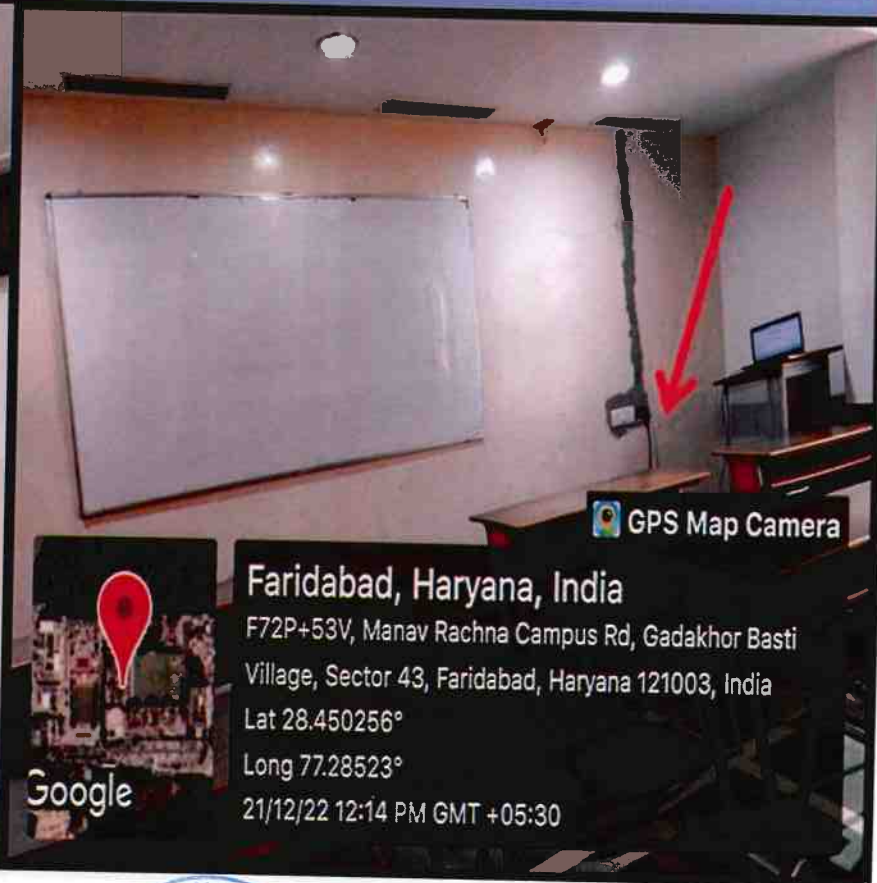 GPS Map Camera
Faridabad, Haryana, India
F72P+53V, Manav Rachna Campus Rd, Gadakhor Basti
Village, Sector 43, Faridabad, Haryana 121003, India
Lat 28.450256°
Long 77.28523°
21/12/22 12:14 PM GMT +05:30
Google